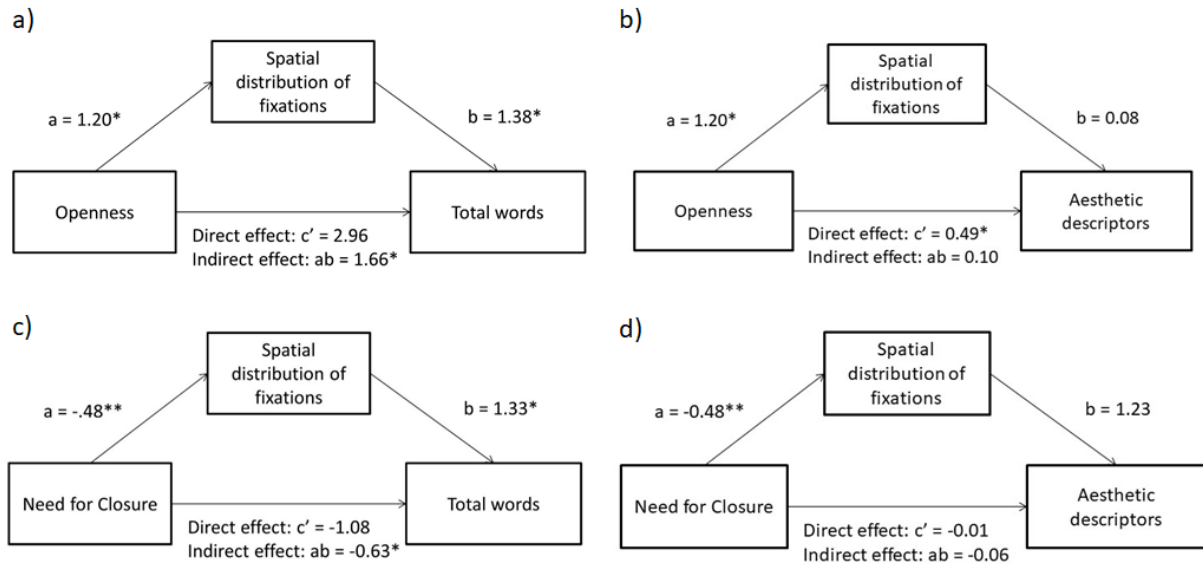 a)
Spatial
distribution of
fixations
a = 1.20*
b = 1.38*
Openness
Total words
Direct effect: c’ = 2.96
Indirect effect: ab = 1.66*
b)
Spatial
distribution of
fixations
a = 1.20*
b = 0.08
Openness
Aesthetic
descriptors
Direct effect: c’ = 0.49*
Indirect effect: ab = 0.10
c)
Spatial
distribution of
fixations
a = -.48**
b = 1.33*
Need for Closure
Total words
Direct effect: c’ = -1.08
Indirect effect: ab = -0.63*
d)
Spatial
distribution of
fixations
a = -0.48**
b = 1.23
Need for Closure
Aesthetic
descriptors
Direct effect: c’ = -0.01
Indirect effect: ab = -0.06